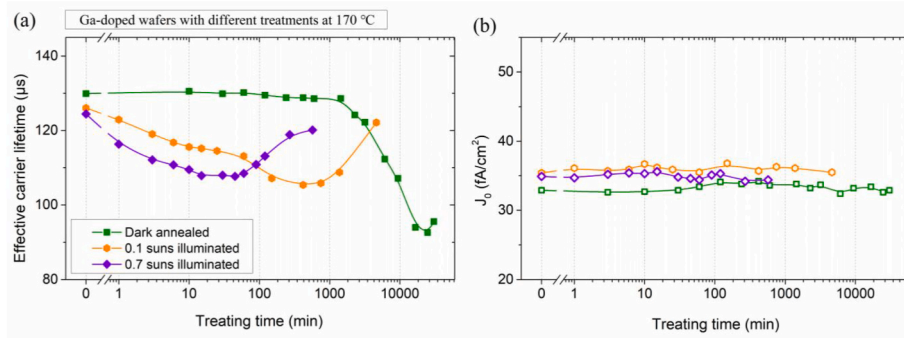 (a)
Ga-doped wafers with different treatments at 170 °C
Effective carrier lifetime (μs)
140
120
100
80
Dark annealed
0.1 suns illuminated
0.7 suns illuminated
0 1 10 100 1000 10000
Treating time (min)
(b)
J₀ (fA/cm²)
55
50
40
30
20
0 1 10 100 1000 10000
Treating time (min)